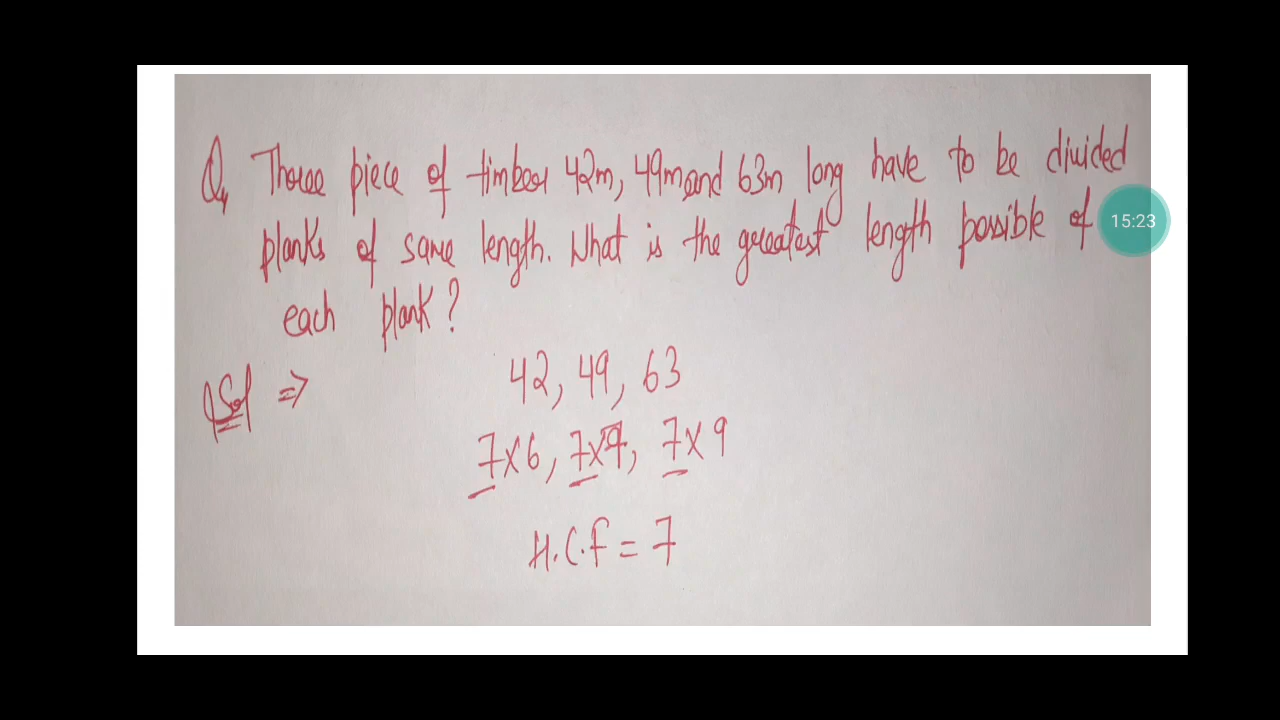 Q, Three piece of timber 42m, 49m and 63m long have to be divided
planks of same length. What is the greatest length possible of
each plank?
Sol ⇒ 42, 49, 63
7×6, 7×7, 7×9
H.C.F = 7
15:23